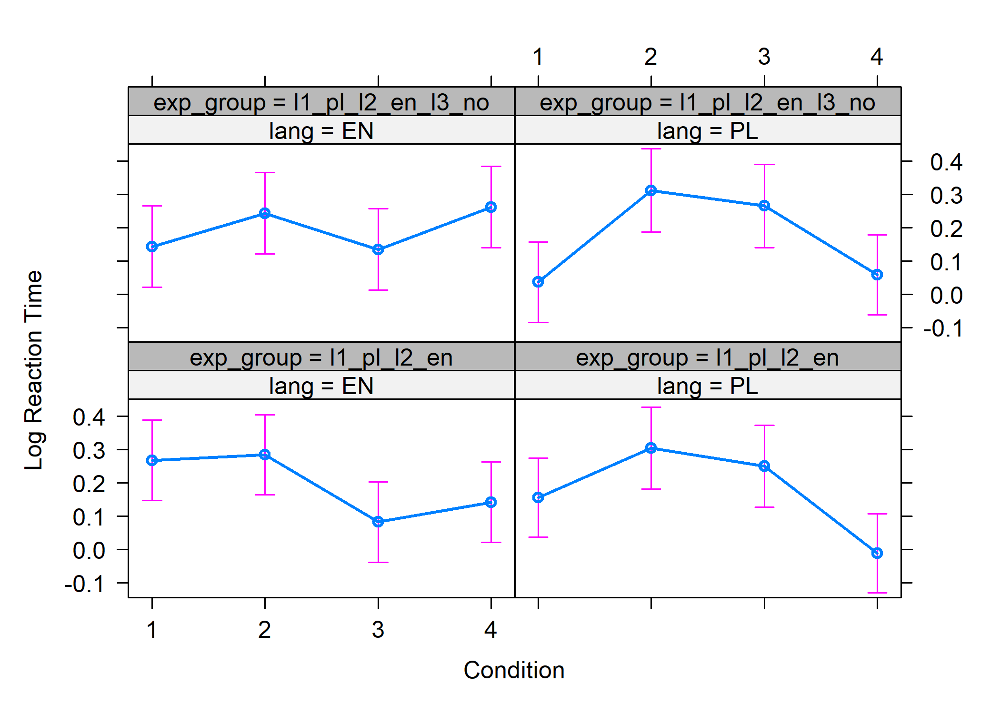 1 2 3 4
exp_group = l1_pl_l2_en_l3_no exp_group = l1_pl_l2_en_l3_no
lang = EN lang = PL
0.4
0.3
0.2
0.1
0.0
-0.1
Log Reaction Time
exp_group = l1_pl_l2_en exp_group = l1_pl_l2_en
lang = EN lang = PL
0.4
0.3
0.2
0.1
0.0
-0.1
1 2 3 4
Condition